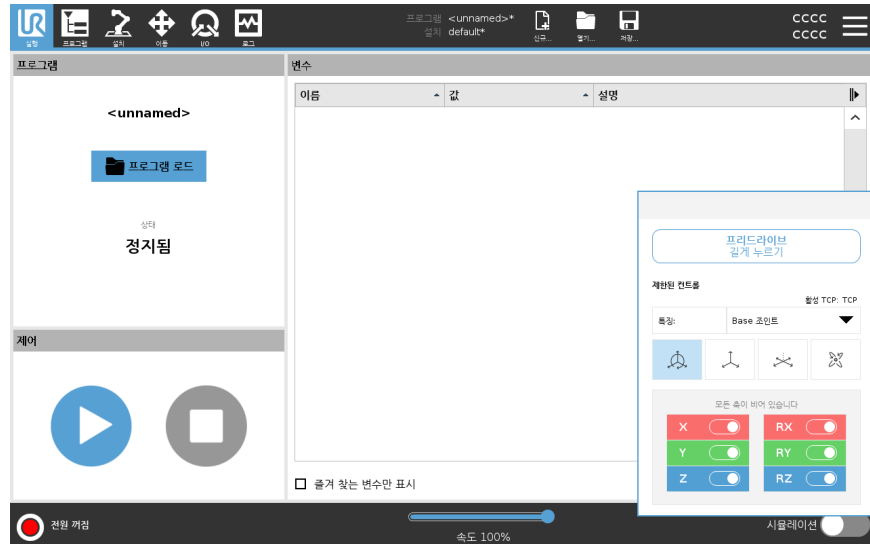 프로그램 <unnamed>*
설치 default*
cccc
cccc
실행
프로그램
설치
이동
I/O
로그
신규...
열기...
저장...
프로그램
변수
<unnamed>
프로그램 로드
상태
정지됨
이름
값
설명
제어
즐겨 찾는 변수만 표시
프리드라이브
길게 누르기
제한된 컨트롤
활성 TCP: TCP
특징:
Base 조인트
모든 축이 비어 있습니다
X
RX
Y
RY
Z
RZ
전원 꺼짐
속도 100%
시뮬레이션